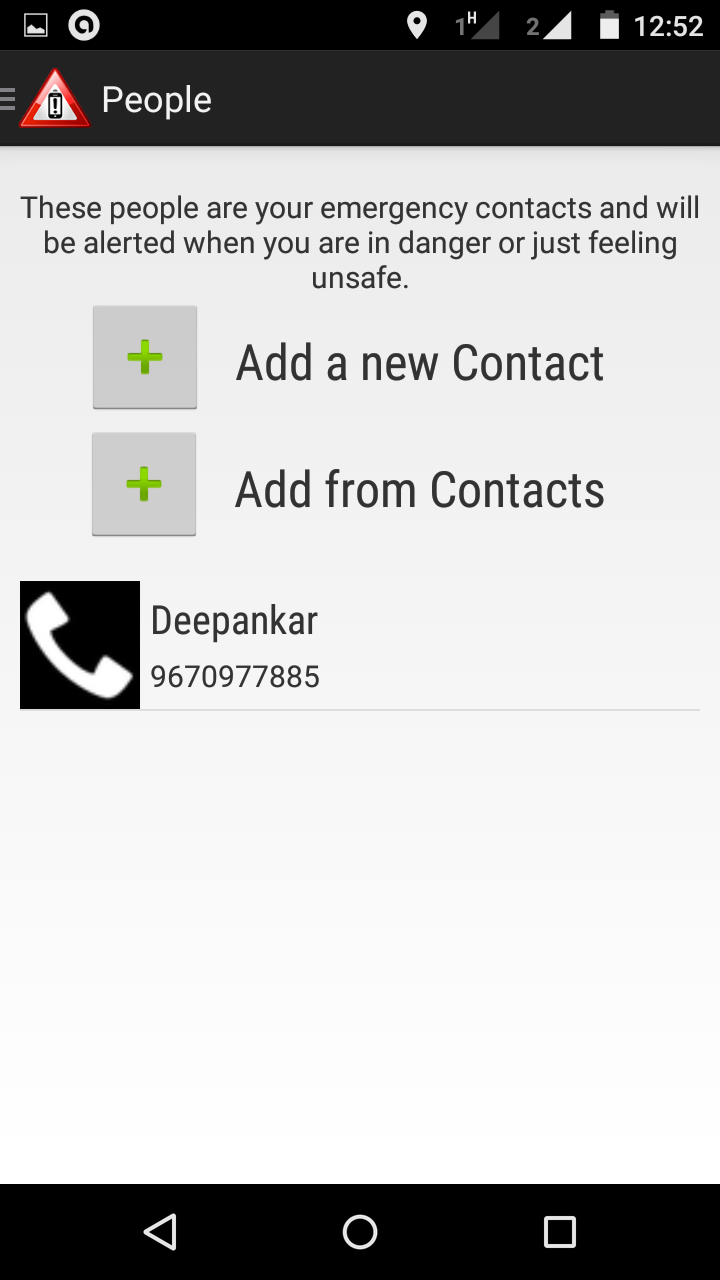 1 H 2 12:52
People
These people are your emergency contacts and will
be alerted when you are in danger or just feeling
unsafe.
Add a new Contact
Add from Contacts
Deepankar
9670977885